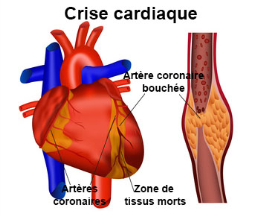 Crise cardiaque
Artère coronaire
bouchée
Artères
coronaires
Zone de
tissus morts